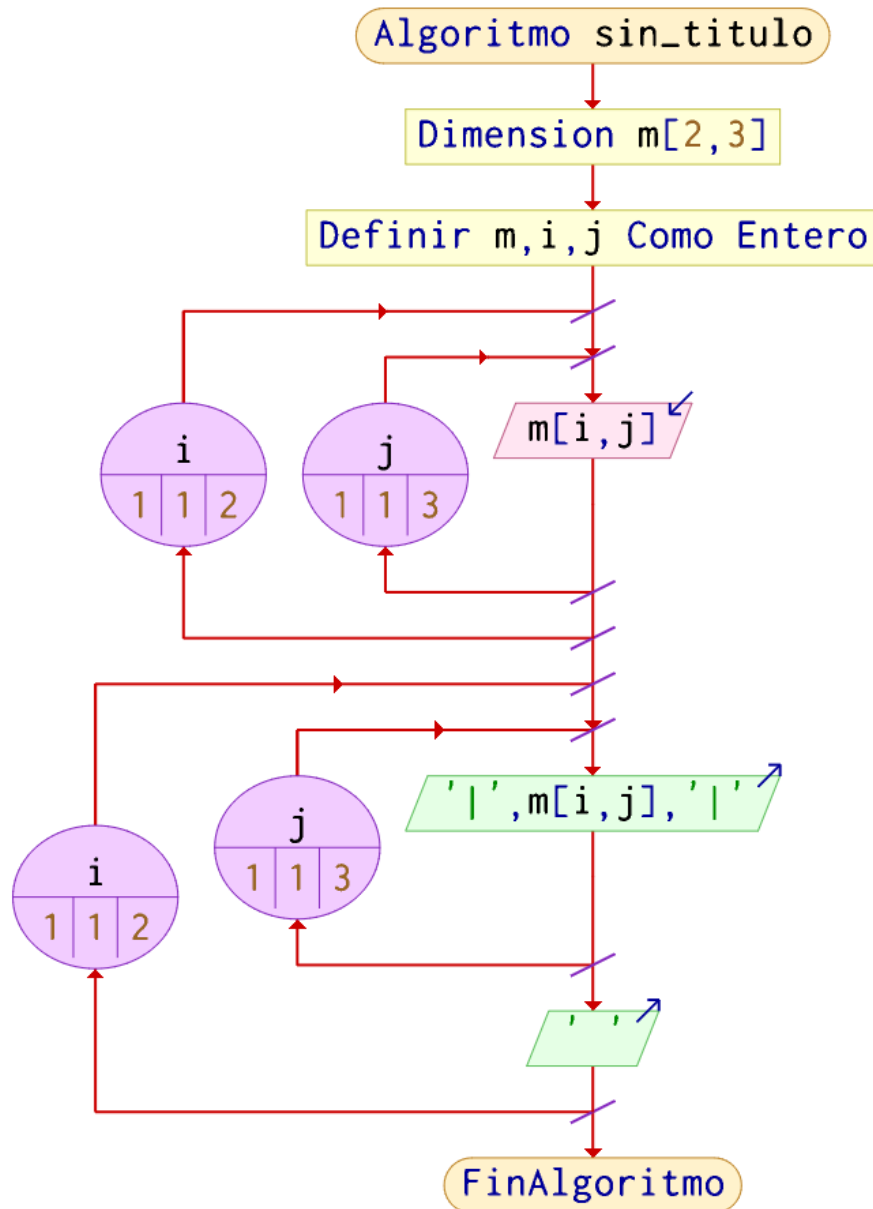 Algoritmo sin_titulo
Dimension m[2,3]
Definir m,i,j Como Entero
m[i,j]
i
1 1 2
j
1 1 3
'|',m[i,j],'|'
j
1 1 3
i
1 1 2
' '
FinAlgoritmo